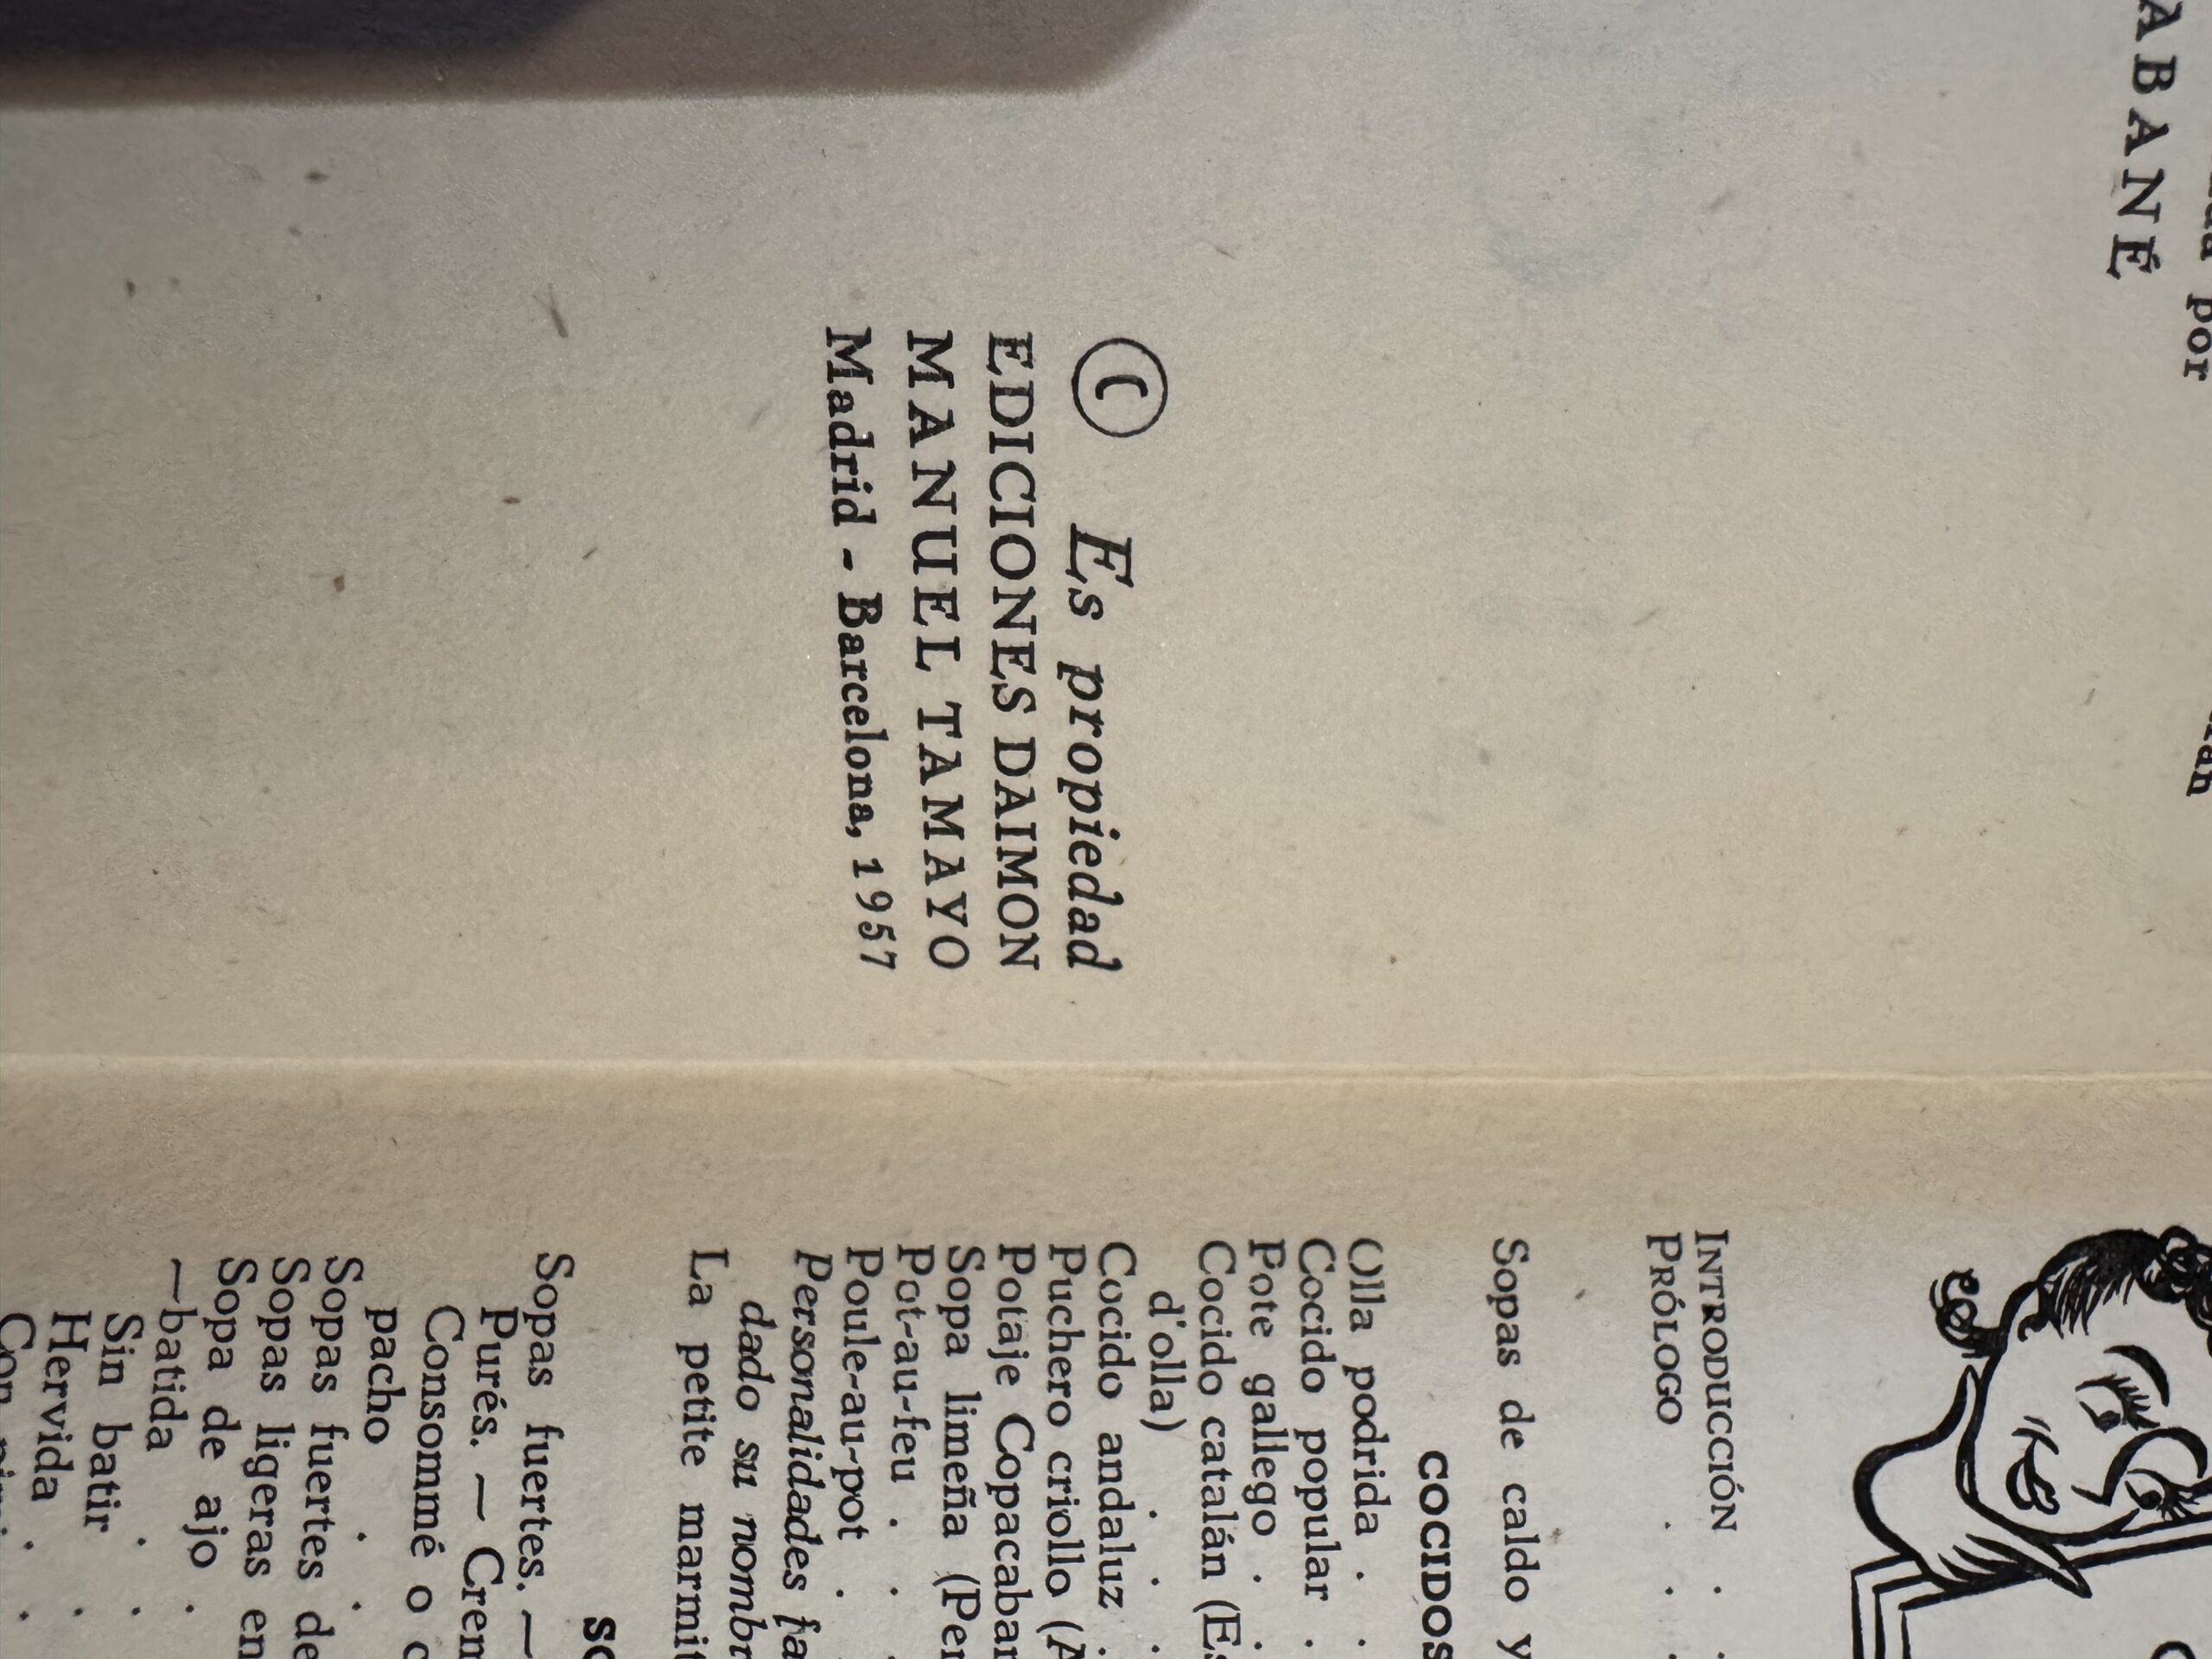 por
ABANÉ
© Es propiedad
EDICIONES DAIMON
MANUEL TAMAYO
Madrid - Barcelona, 1957
INTRODUCCIÓN . .
PRÓLOGO . .
Sopas de caldo y
COCIDOS
Olla podrida . .
Cocido popular .
Pote gallego . .
Cocido catalán
d'olla) . . .
Cocido andaluz .
Puchero criollo
Potaje
Sopa limeña
Pot-au-feu . .
Poule-au-pot .
Personalidades
dado su
La petite
Sopas fuertes. —
Purés. —
Consommé o
pacho . .
Sopas fuertes de
Sopas ligeras en
Sopa de ajo .
—batida . .
Sin batir .
Hervida .